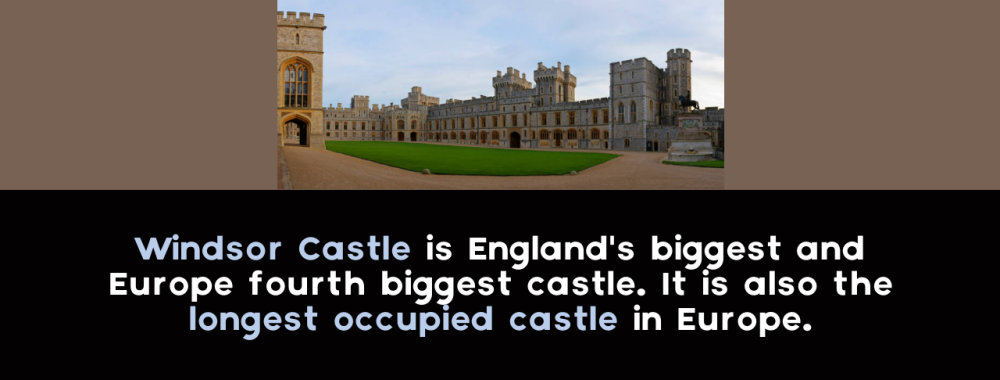 Windsor Castle is England's biggest and
Europe fourth biggest castle. It is also the
longest occupied castle in Europe.